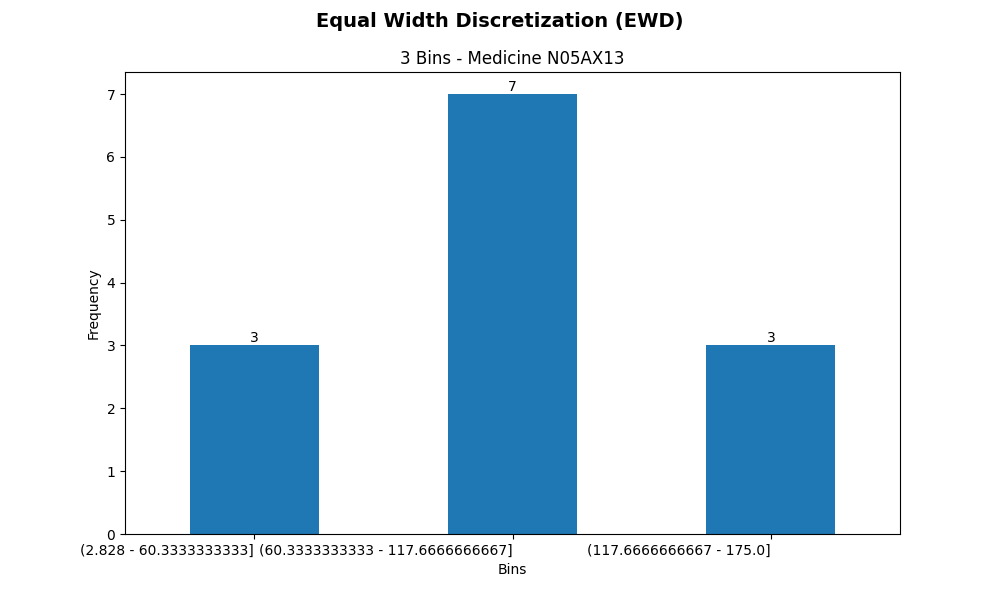 Equal Width Discretization (EWD)
3 Bins - Medicine N05AX13
7
6
5
4
3
2
1
0
Frequency
3
7
3
(2.828 - 60.3333333333]
(60.3333333333 - 117.6666666667]
(117.6666666667 - 175.0]
Bins